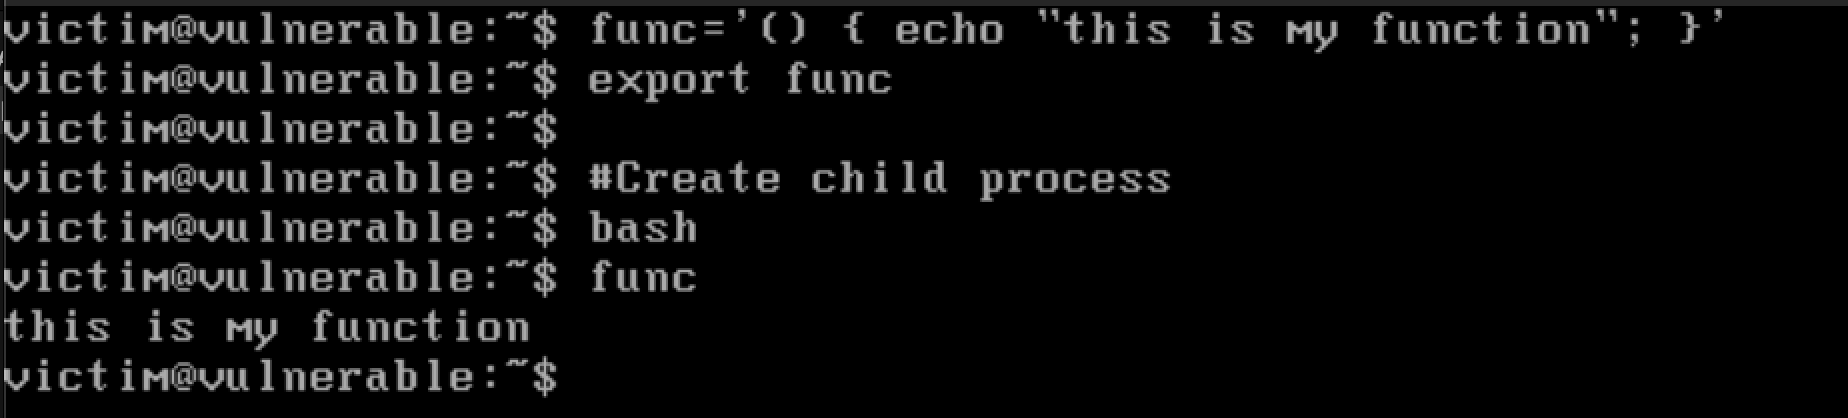 victim@vulnerable:~$ func='() { echo "this is my function"; }'
victim@vulnerable:~$ export func
victim@vulnerable:~$
victim@vulnerable:~$ #Create child process
victim@vulnerable:~$ bash
victim@vulnerable:~$ func
this is my function
victim@vulnerable:~$